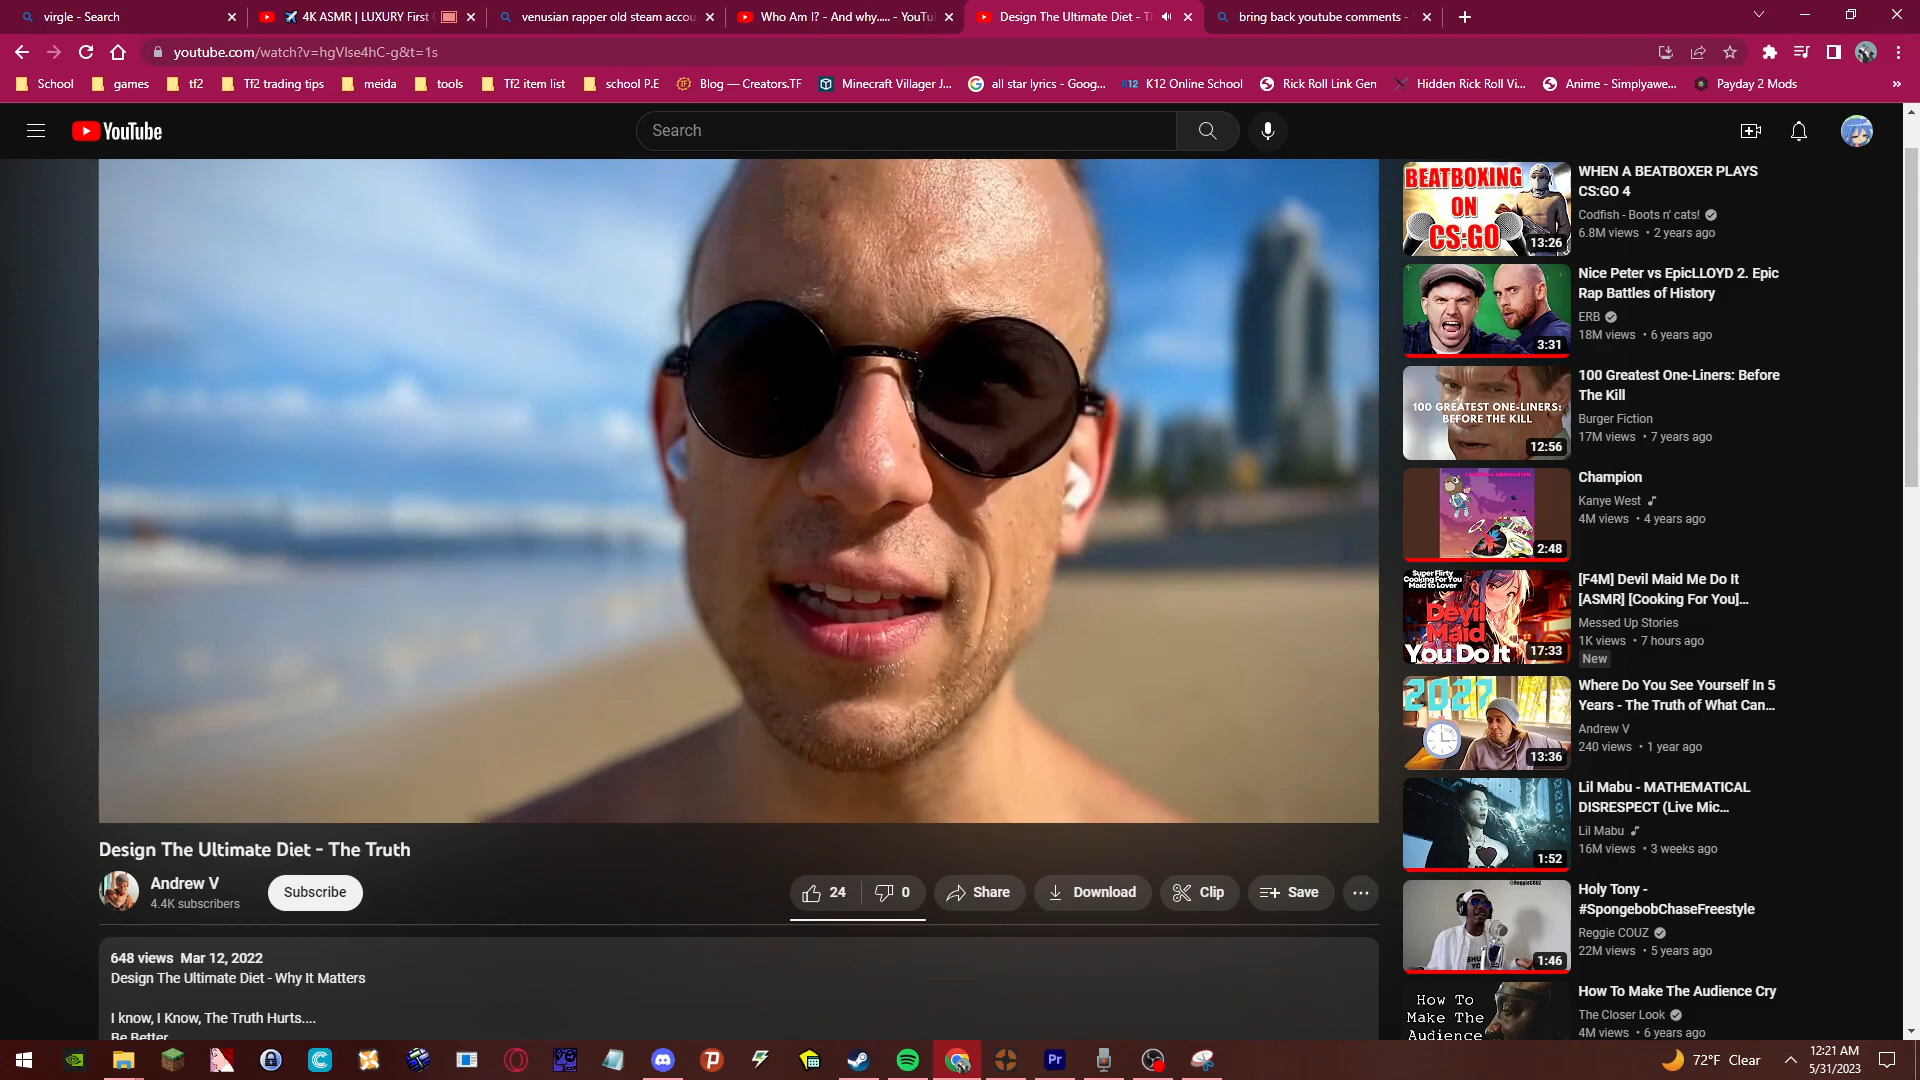 virgle - Search
4K ASMR | LUXURY First
venusian rapper old steam accou
Who Am I? - And why..... - YouTu
Design The Ultimate Diet - T
bring back youtube comments -
youtube.com/watch?v=hgVlse4hC-g&t=1s
School
games
tf2
Tf2 trading tips
meida
tools
Tf2 item list
school P.E
Blog — Creators.TF
Minecraft Villager J...
all star lyrics - Goog...
K12 K12 Online School
Rick Roll Link Gen
Hidden Rick Roll Vi...
Anime - Simplyawe...
Payday 2 Mods
»
YouTube
Search
BEATBOXING
ON
CS:GO
13:26
WHEN A BEATBOXER PLAYS
CS:GO 4
Codfish - Boots n' cats!
6.8M views • 2 years ago
3:31
Nice Peter vs EpicLLOYD 2. Epic
Rap Battles of History
ERB
18M views • 6 years ago
100 GREATEST ONE-LINERS:
BEFORE THE KILL
12:56
100 Greatest One-Liners: Before
The Kill
Burger Fiction
17M views • 7 years ago
2:48
Champion
Kanye West
4M views • 4 years ago
Super Flirty
Cooking For You
Maid to Lover
Devil
Maid
You Do It
17:33
[F4M] Devil Maid Me Do It
[ASMR] [Cooking For You]...
Messed Up Stories
1K views • 7 hours ago
New
2027
13:36
Where Do You See Yourself In 5
Years - The Truth of What Can...
Andrew V
240 views • 1 year ago
1:52
Lil Mabu - MATHEMATICAL
DISRESPECT (Live Mic...
Lil Mabu
16M views • 3 weeks ago
@ReggieCOUZ
1:46
Holy Tony -
#SpongebobChaseFreestyle
Reggie COUZ
22M views • 5 years ago
How To
Make The
Audience
How To Make The Audience Cry
The Closer Look
4M views • 6 years ago
Design The Ultimate Diet - The Truth
Andrew V
4.4K subscribers
Subscribe
24
0
Share
Download
Clip
Save
648 views Mar 12, 2022
Design The Ultimate Diet - Why It Matters
I know, I Know, The Truth Hurts....
Be Better
Pr
72°F Clear
12:21 AM
5/31/2023